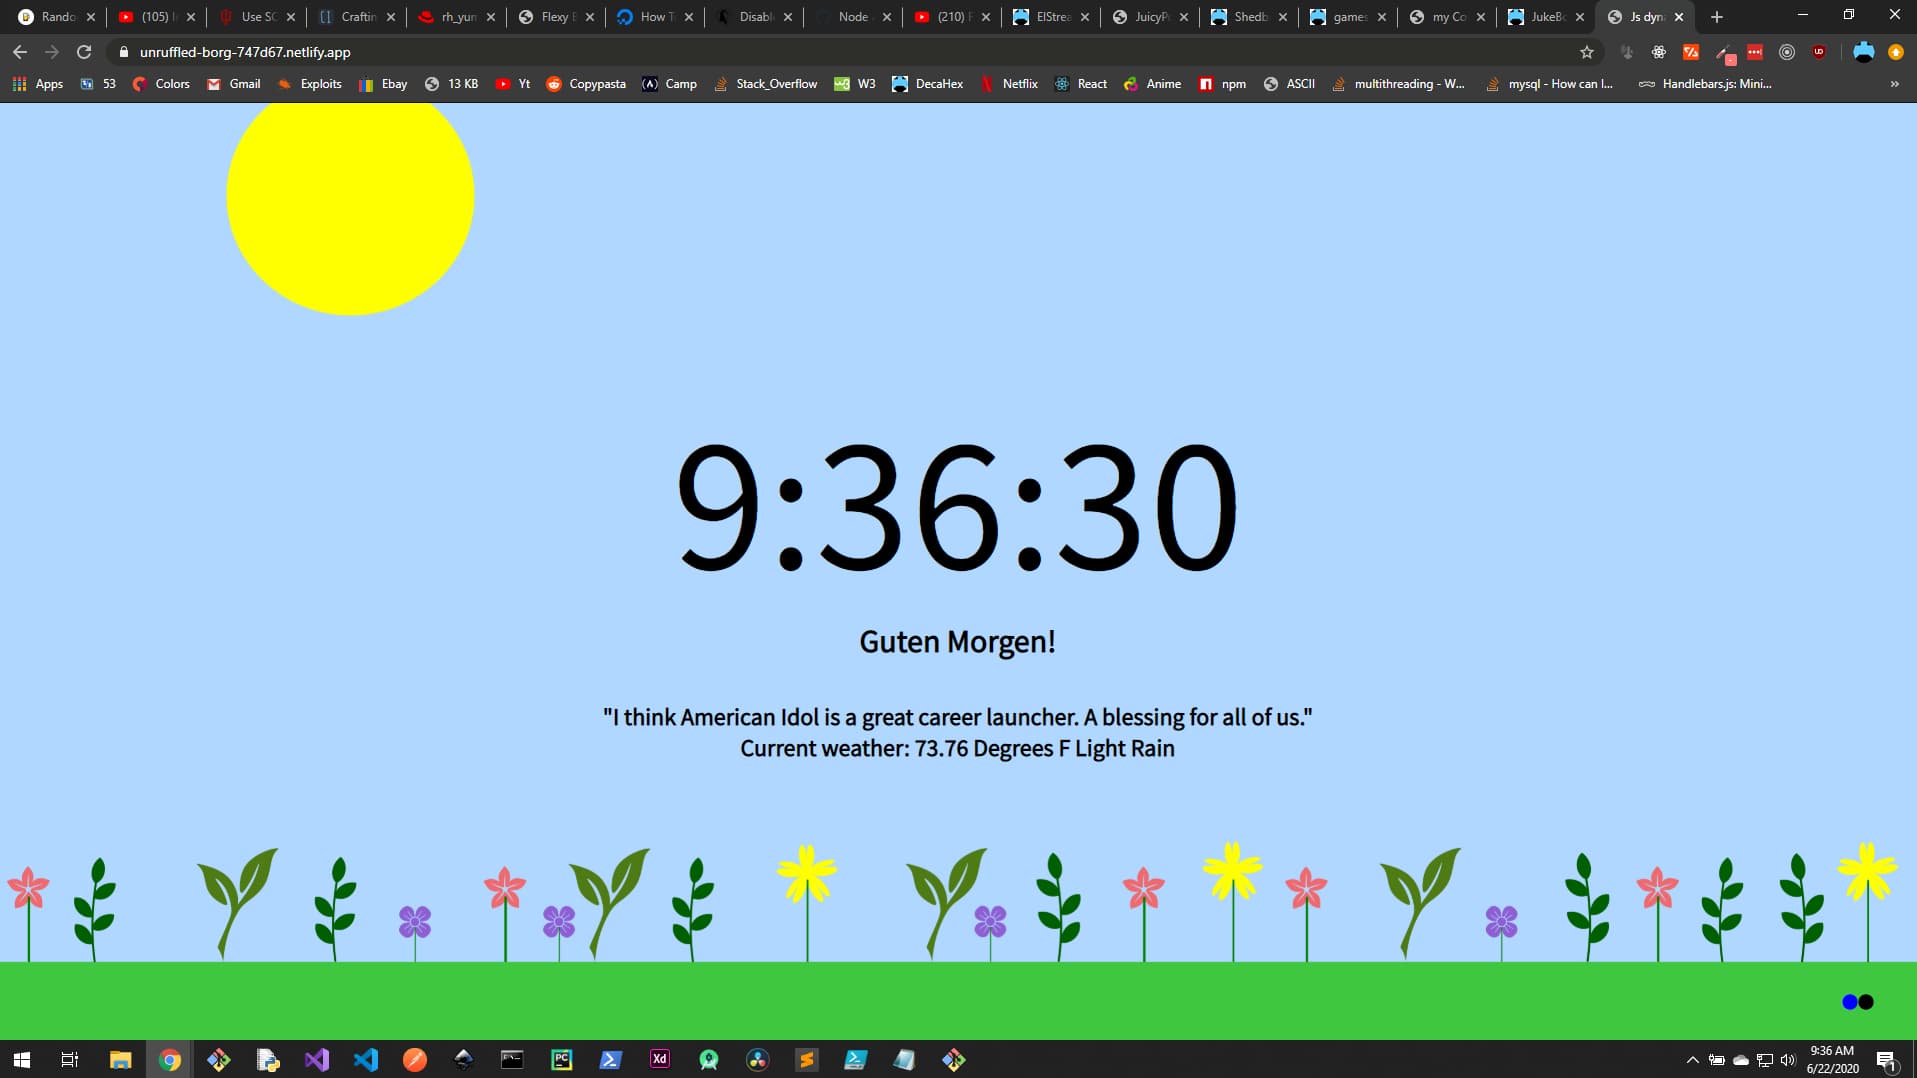 Rando
(105) I
Use SC
Craftin
rh_yun
Flexy B
How T
Disabl
Node
(210) F
ElStrea
JuicyP
Shedb
games
my Co
JukeBo
Js dyn
unruffled-borg-747d67.netlify.app
Apps
53
Colors
Gmail
Exploits
Ebay
13 KB
Yt
Copypasta
Camp
Stack_Overflow
W3
DecaHex
Netflix
React
Anime
npm
ASCII
multithreading - W...
mysql - How can I...
Handlebars.js: Mini...
9:36:30
Guten Morgen!
"I think American Idol is a great career launcher. A blessing for all of us."
Current weather: 73.76 Degrees F Light Rain
PC
Xd
9:36 AM
6/22/2020
1